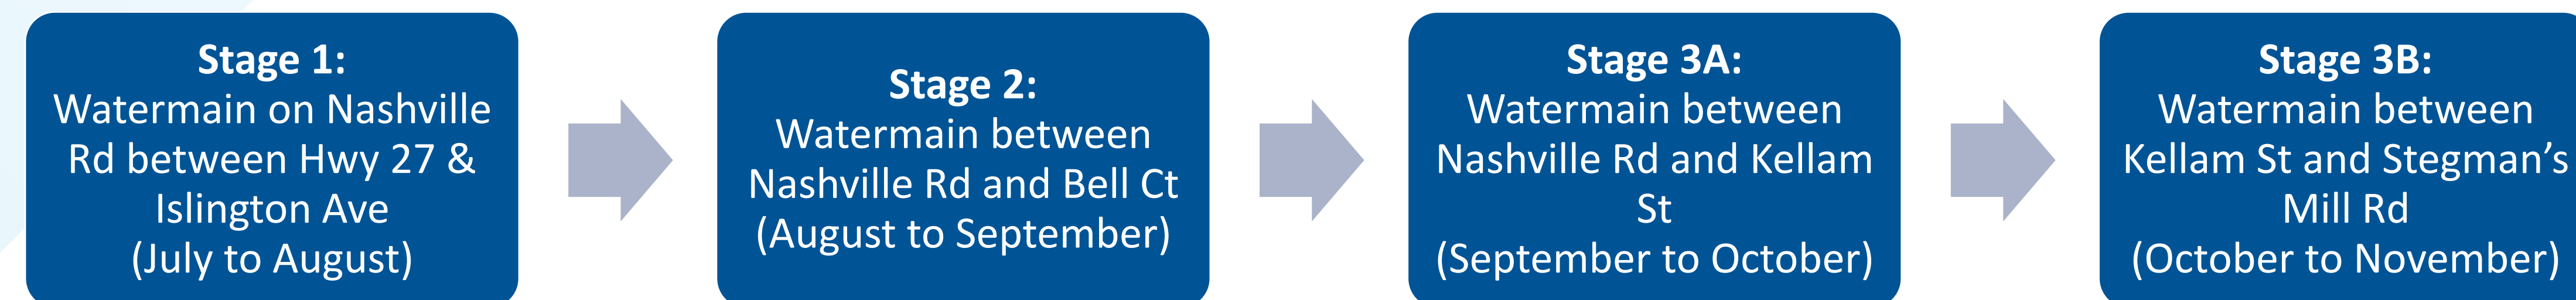 Stage 1:
Watermain on Nashville
Rd between Hwy 27 &
Islington Ave
(July to August)
Stage 2:
Watermain between
Nashville Rd and Bell Ct
(August to September)
Stage 3A:
Watermain between
Nashville Rd and Kellam
St
(September to October)
Stage 3B:
Watermain between
Kellam St and Stegman’s
Mill Rd
(October to November)